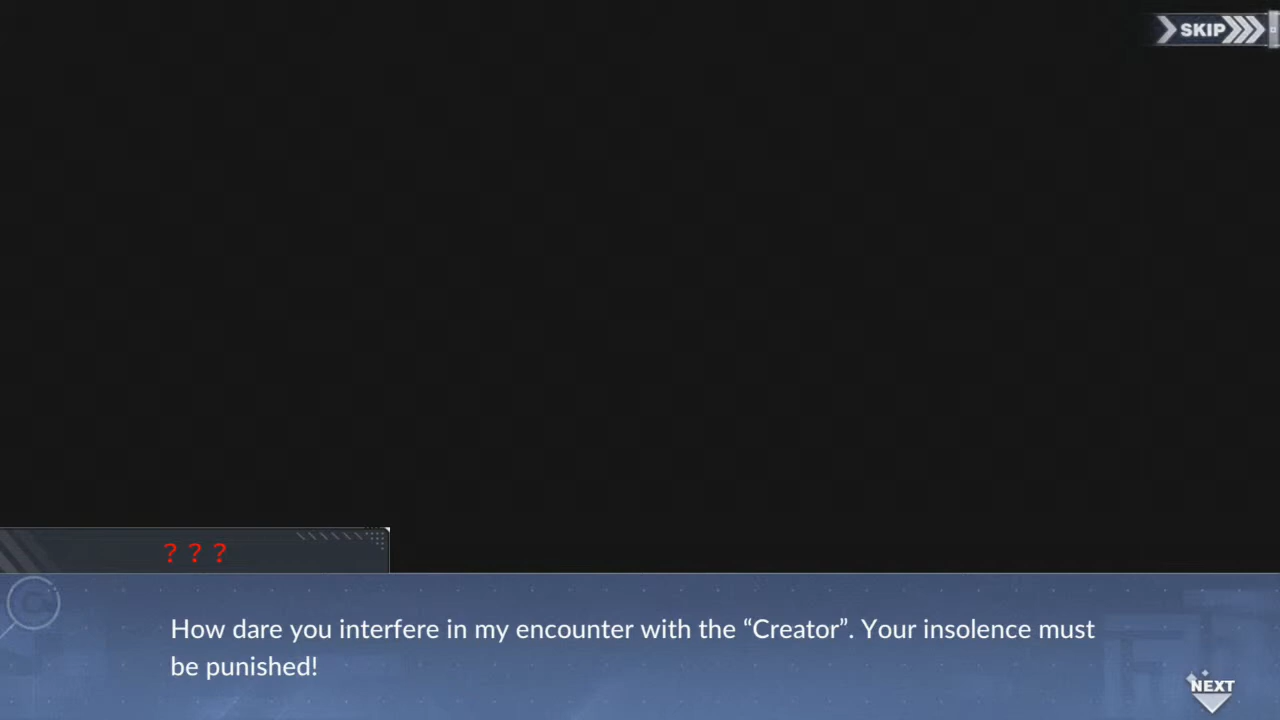 SKIP
? ? ?
How dare you interfere in my encounter with the “Creator”. Your insolence must
be punished!
NEXT